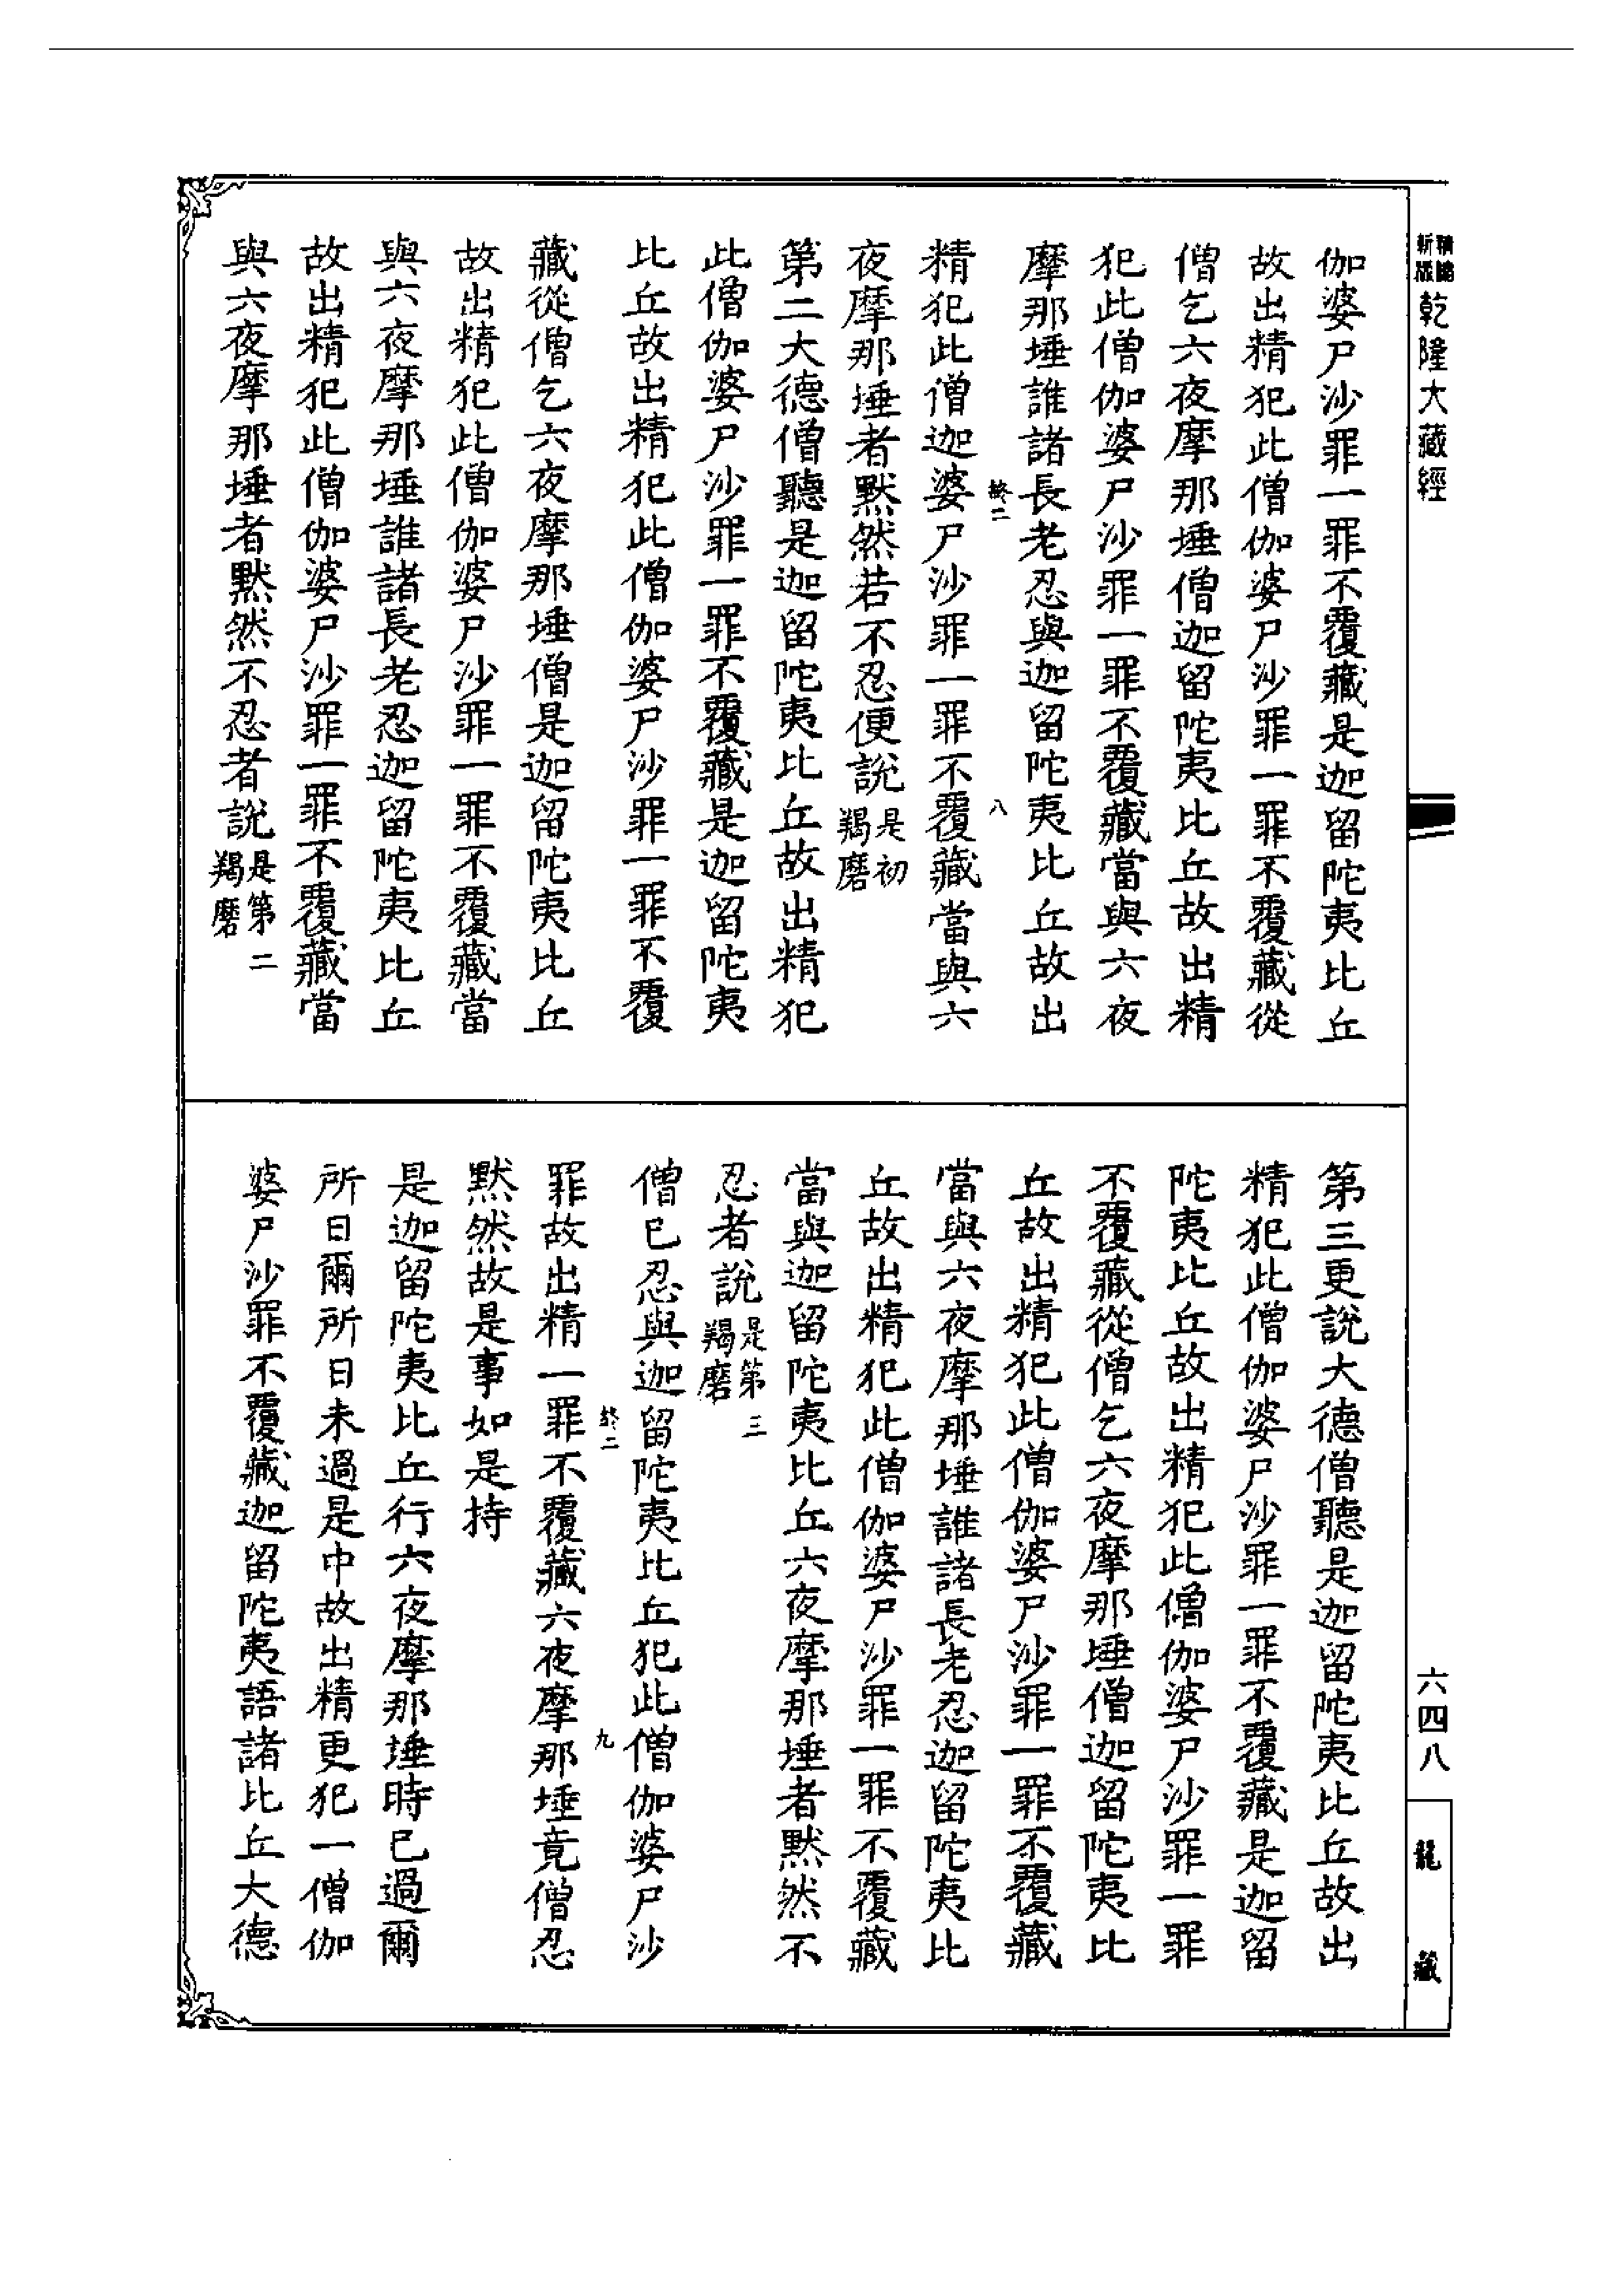 精縮新版
乾隆大藏經
伽婆尸沙罪一罪不覆藏是迦留陀夷比丘
故出精犯此僧伽婆尸沙罪一罪不覆藏從
僧乞六夜摩那埵僧迦留陀夷比丘故出精
犯此僧伽婆尸沙罪一罪不覆藏當與六夜
摩那埵誰諸長老忍與迦留陀夷比丘故出
終二 八
精犯此僧迦婆尸沙罪一罪不覆藏當與六
夜摩那埵者默然若不忍便說是初羯磨
第二大德僧聽是迦留陀夷比丘故出精犯
此僧伽婆尸沙罪一罪不覆藏是迦留陀夷
比丘故出精犯此僧伽婆尸沙罪一罪不覆
藏從僧乞六夜摩那埵僧是迦留陀夷比丘
故出精犯此僧伽婆尸沙罪一罪不覆藏當
與六夜摩那埵誰諸長老忍迦留陀夷比丘
故出精犯此僧伽婆尸沙罪一罪不覆藏當
與六夜摩那埵者默然不忍者說是第二羯磨
第三更說大德僧聽是迦留陀夷比丘故出
精犯此僧伽婆尸沙罪一罪不覆藏是迦留
陀夷比丘故出精犯此僧伽婆尸沙罪一罪
不覆藏從僧乞六夜摩那埵僧迦留陀夷比
丘故出精犯此僧伽婆尸沙罪一罪不覆藏
當與六夜摩那埵誰諸長老忍迦留陀夷比
丘故出精犯此僧伽婆尸沙罪一罪不覆藏
當與迦留陀夷比丘六夜摩那埵者默然不
忍者說是第三羯磨
僧已忍與迦留陀夷比丘犯此僧伽婆尸沙
終二 九
罪故出精一罪不覆藏六夜摩那埵竟僧忍
默然故是事如是持
是迦留陀夷比丘行六夜摩那埵時已過爾
所日爾所日未過是中故出精更犯一僧伽
婆尸沙罪不覆藏迦留陀夷語諸比丘大德
六四八
龍藏